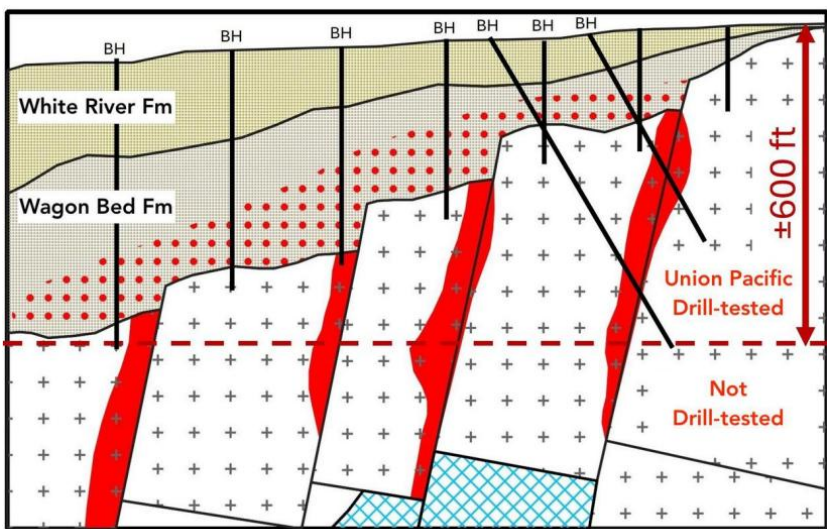 BH
BH
BH
BH
BH
BH
BH
White River Fm
Wagon Bed Fm
±600 ft
Union Pacific
Drill-tested
Not
Drill-tested